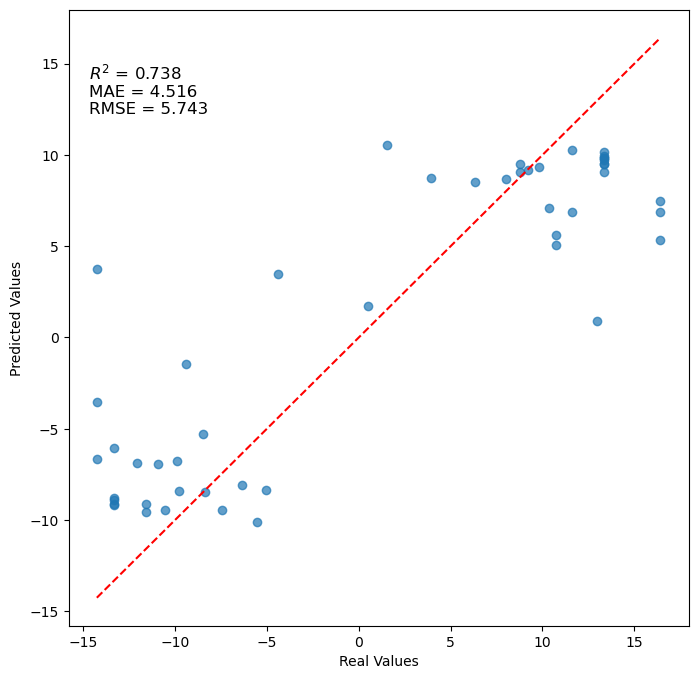 R² = 0.738
MAE = 4.516
RMSE = 5.743
Predicted Values
15
10
5
0
−5
−10
−15
−15
−10
−5
0
5
10
15
Real Values